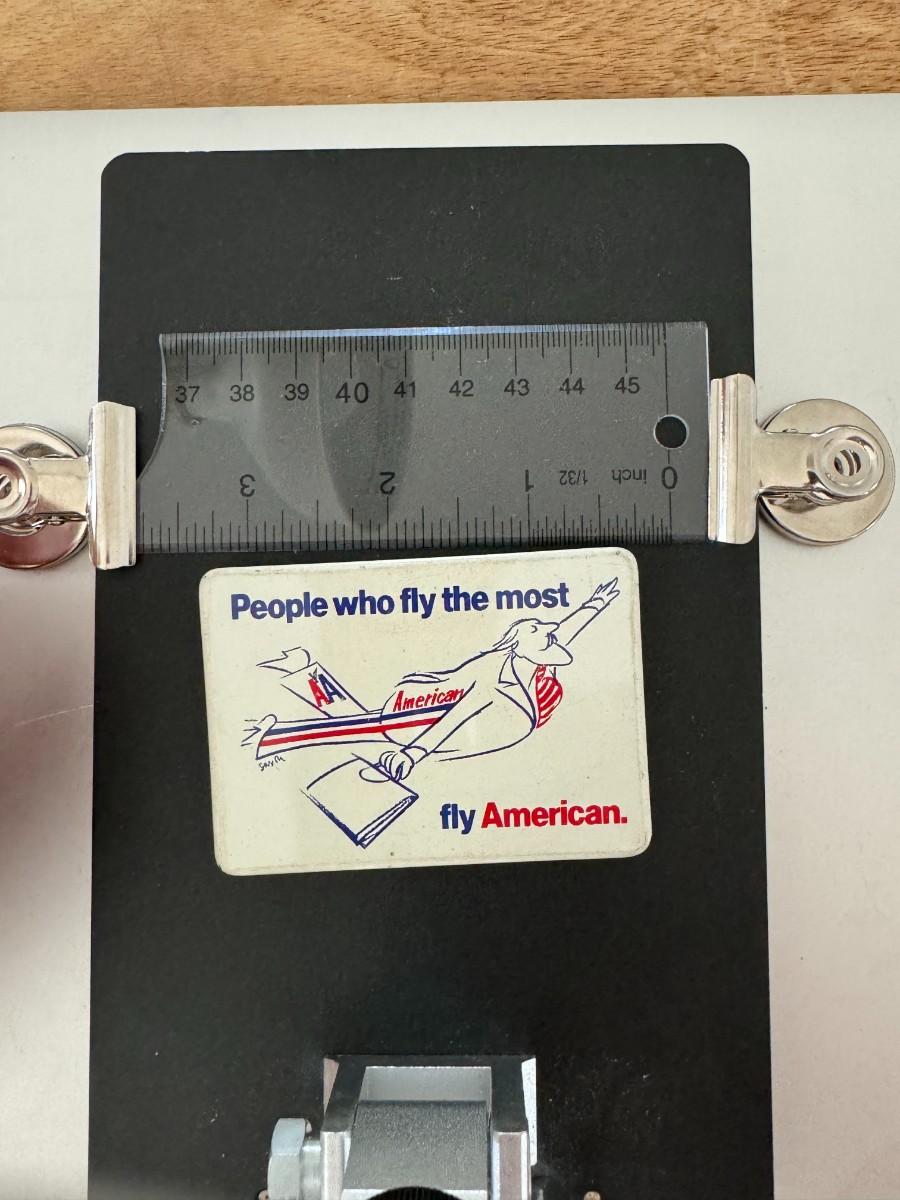 37 38 39 40 41 42 43 44 45
3 2 1 1/32 inch 0
People who fly the most
AA
American
fly American.